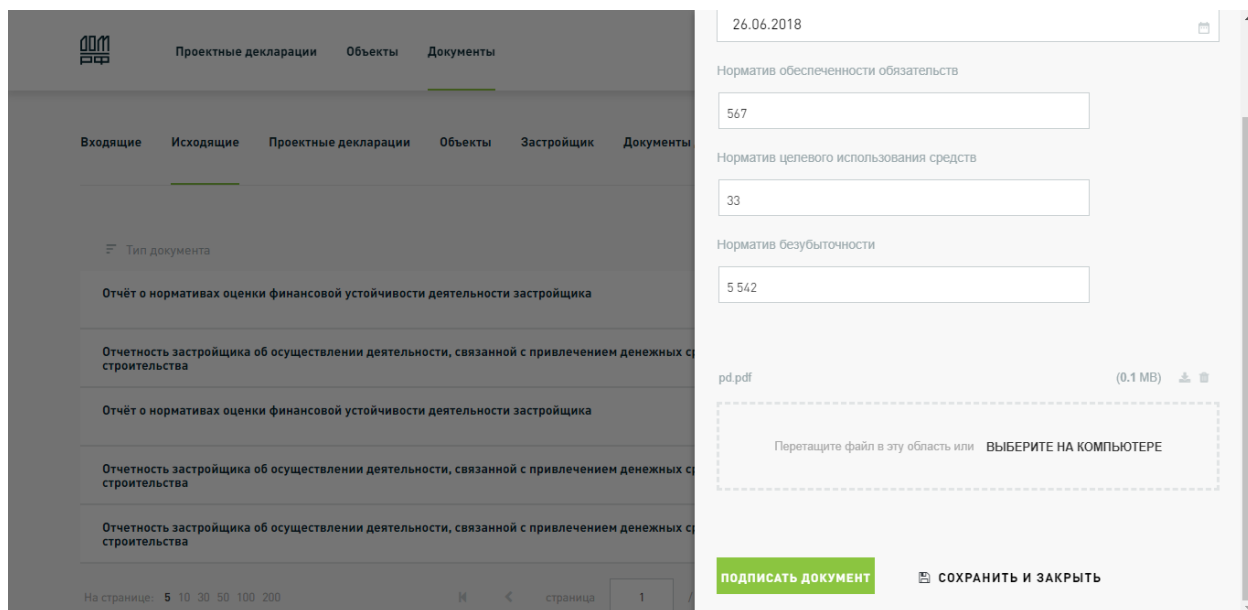 ДОМ
РФ
Проектные декларации Объекты Документы
Входящие Исходящие Проектные декларации Объекты Застройщик Документы
Тип документа
Отчёт о нормативах оценки финансовой устойчивости деятельности застройщика
Отчетность застройщика об осуществлении деятельности, связанной с привлечением денежных
строительства
Отчёт о нормативах оценки финансовой устойчивости деятельности застройщика
Отчетность застройщика об осуществлении деятельности, связанной с привлечением денежных
строительства
Отчетность застройщика об осуществлении деятельности, связанной с привлечением денежных
строительства
На странице: 5 10 30 50 100 200 страница 1 /
26.06.2018
Норматив обеспеченности обязательств
567
Норматив целевого использования средств
33
Норматив безубыточности
5 542
pd.pdf (0.1 MB)
Перетащите файл в эту область или ВЫБЕРИТЕ НА КОМПЬЮТЕРЕ
ПОДПИСАТЬ ДОКУМЕНТ СОХРАНИТЬ И ЗАКРЫТЬ